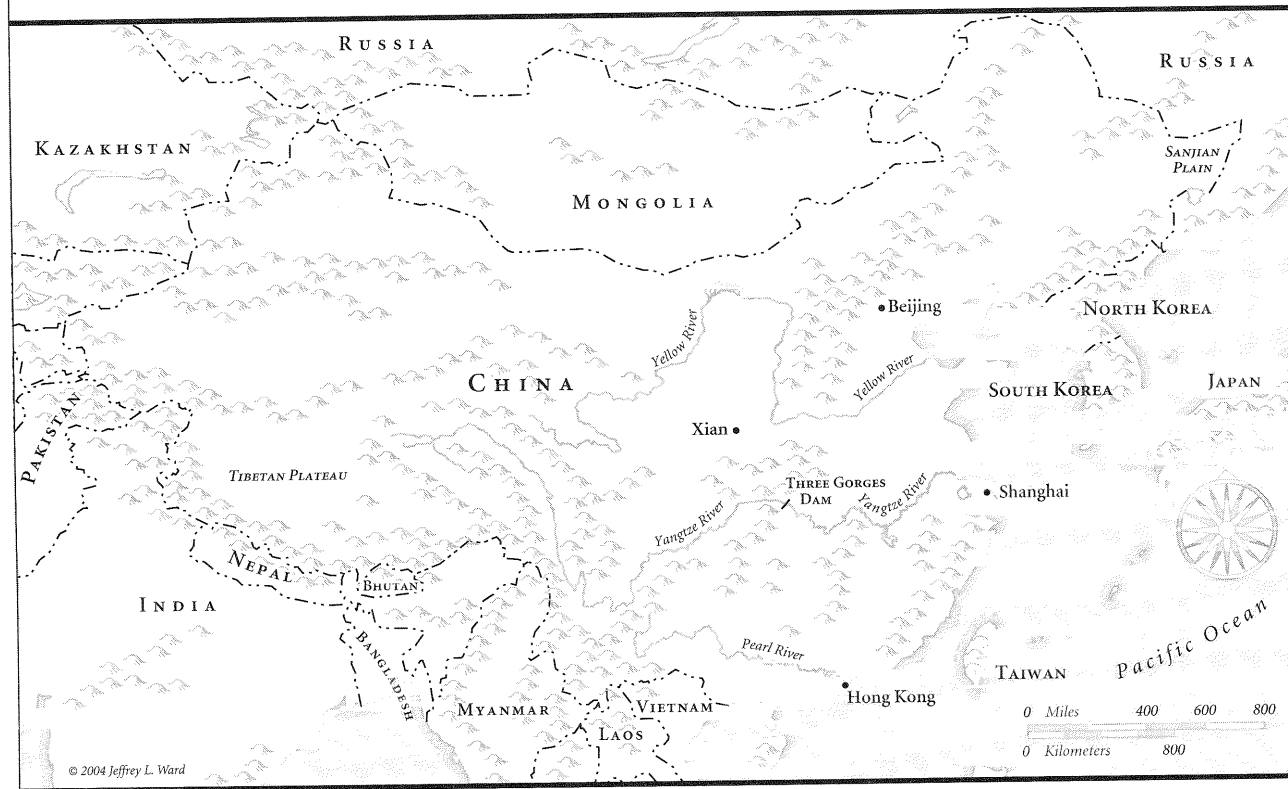 RUSSIA
RUSSIA
KAZAKHSTAN
SANJIAN
PLAIN
MONGOLIA
Beijing
NORTH KOREA
Yellow River
Yellow River
CHINA
SOUTH KOREA
JAPAN
PAKISTAN
Xian
TIBETAN PLATEAU
THREE GORGES
DAM
Yangtze River
Shanghai
Yangtze River
NEPAL
BHUTAN
INDIA
BANGLADESH
Pearl River
Pacific Ocean
TAIWAN
Hong Kong
MYANMAR
VIETNAM
LAOS
0 Miles 400 600 800
0 Kilometers 800
© 2004 Jeffrey L. Ward